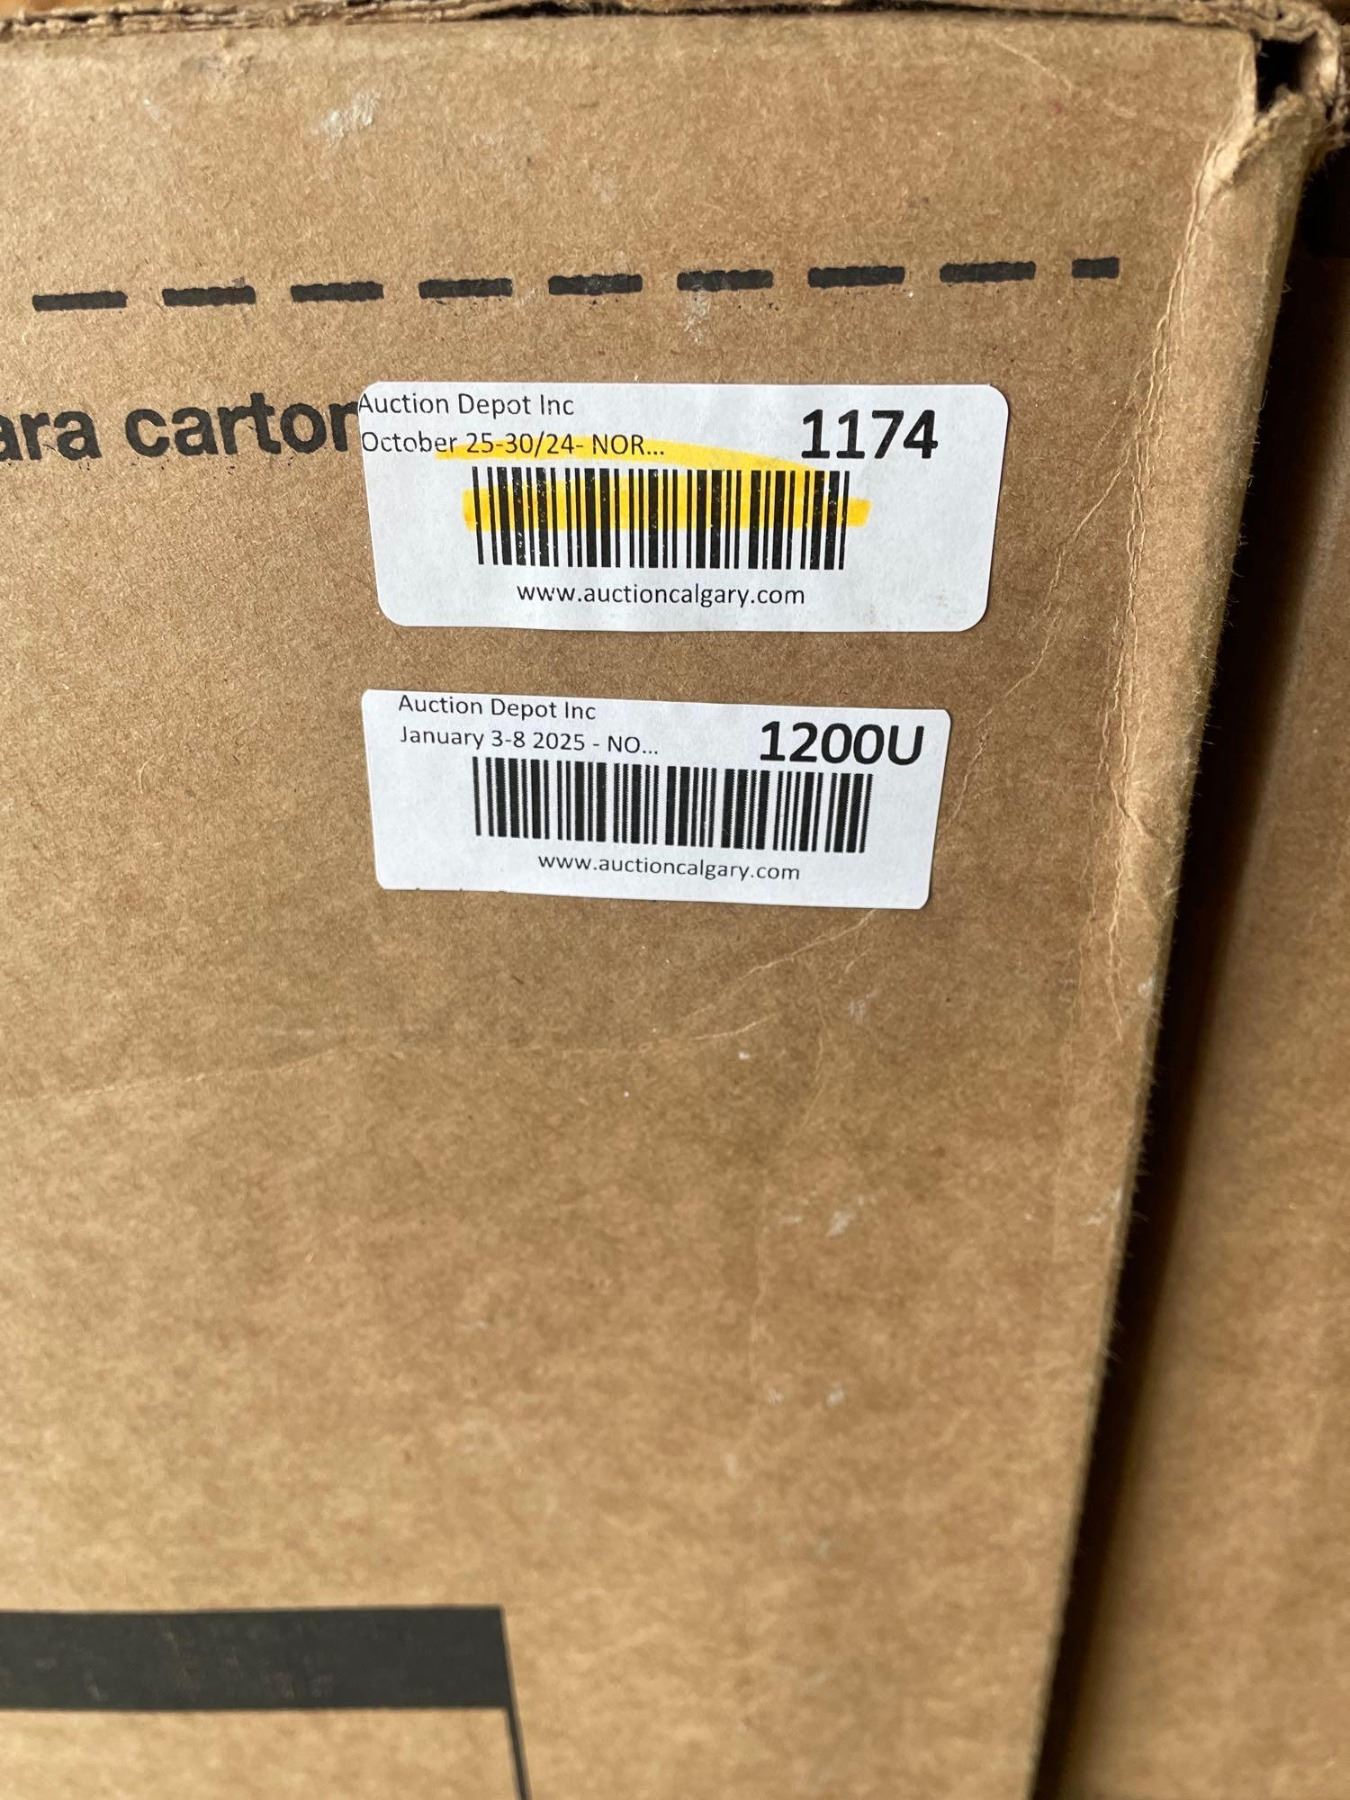 Auction Depot Inc
October 25-30/24- NOR...
1174
ara carton
www.auctioncalgary.com
Auction Depot Inc
January 3-8 2025 - NO...
1200U
www.auctioncalgary.com